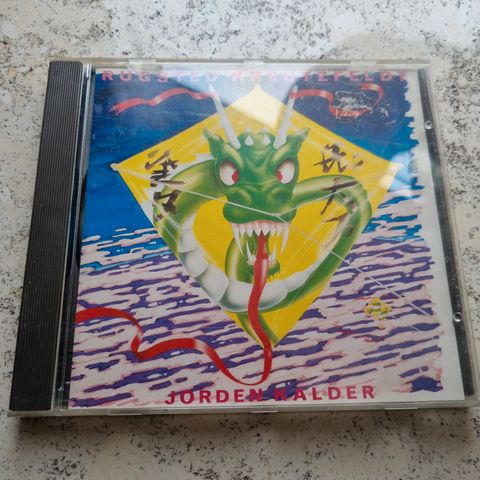 RUGSTED KREUTZFELDT
JORDEN KALDER